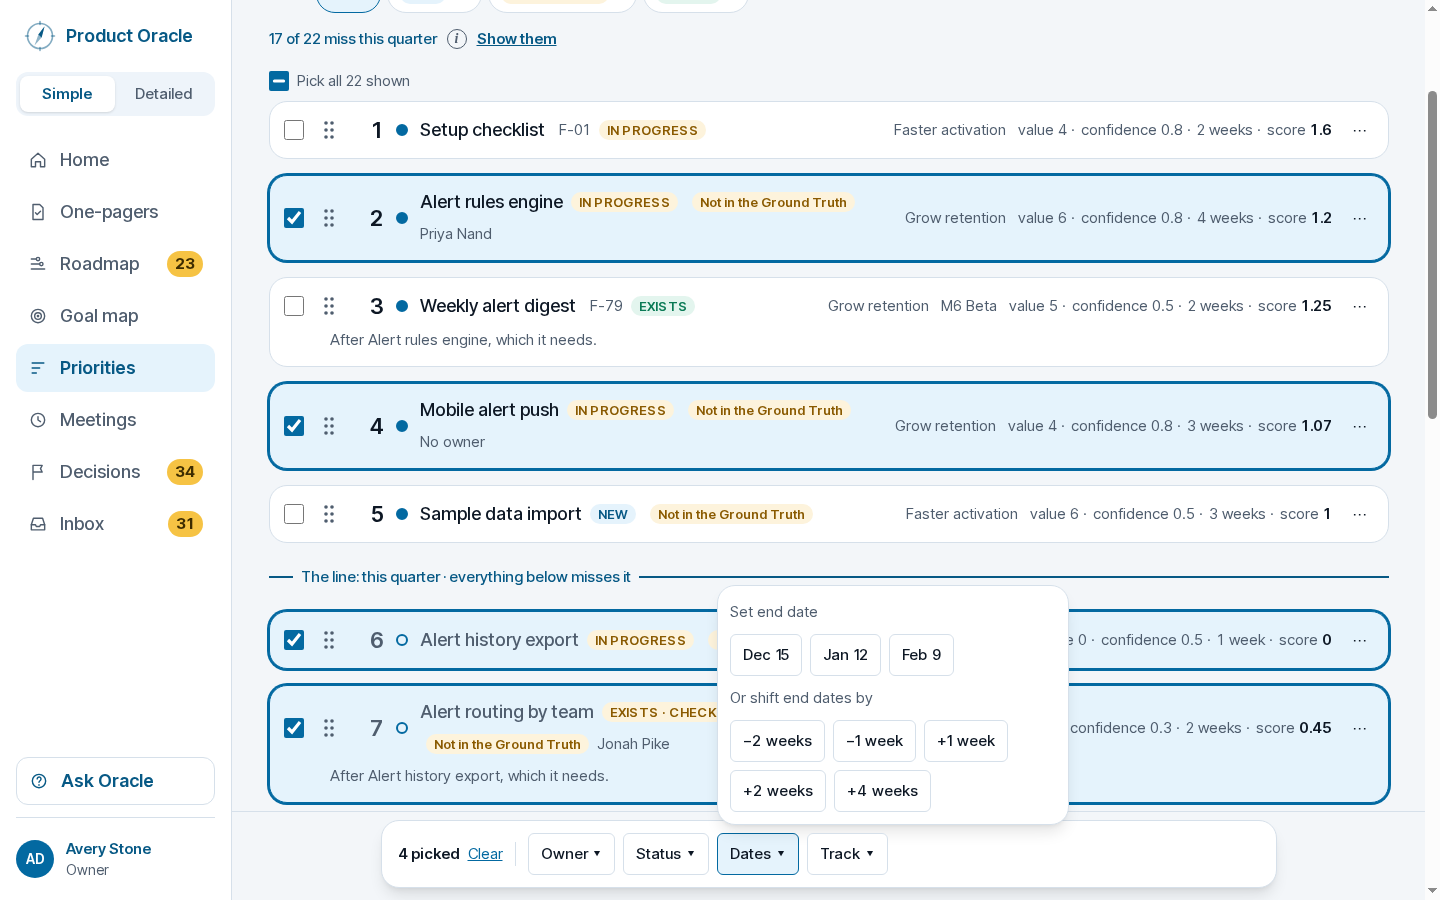 Product Oracle
Simple
Detailed
Home
One-pagers
Roadmap 23
Goal map
Priorities
Meetings
Decisions 34
Inbox 31
Ask Oracle
AD
Avery Stone
Owner
17 of 22 miss this quarter i Show them
Pick all 22 shown
1 Setup checklist F-01 IN PROGRESS Faster activation value 4 · confidence 0.8 · 2 weeks · score 1.6 ···
2 Alert rules engine IN PROGRESS Not in the Ground Truth Grow retention value 6 · confidence 0.8 · 4 weeks · score 1.2 ···
Priya Nand
3 Weekly alert digest F-79 EXISTS Grow retention M6 Beta value 5 · confidence 0.5 · 2 weeks · score 1.25 ···
After Alert rules engine, which it needs.
4 Mobile alert push IN PROGRESS Not in the Ground Truth Grow retention value 4 · confidence 0.8 · 3 weeks · score 1.07 ···
No owner
5 Sample data import NEW Not in the Ground Truth Faster activation value 6 · confidence 0.5 · 3 weeks · score 1 ···
The line: this quarter · everything below misses it
6 Alert history export IN PROGRESS 0 · confidence 0.5 · 1 week · score 0 ···
7 Alert routing by team EXISTS · CHECK confidence 0.3 · 2 weeks · score 0.45 ···
Not in the Ground Truth Jonah Pike
After Alert history export, which it needs.
Set end date
Dec 15 Jan 12 Feb 9
Or shift end dates by
−2 weeks −1 week +1 week
+2 weeks +4 weeks
4 picked Clear Owner ▾ Status ▾ Dates ▾ Track ▾